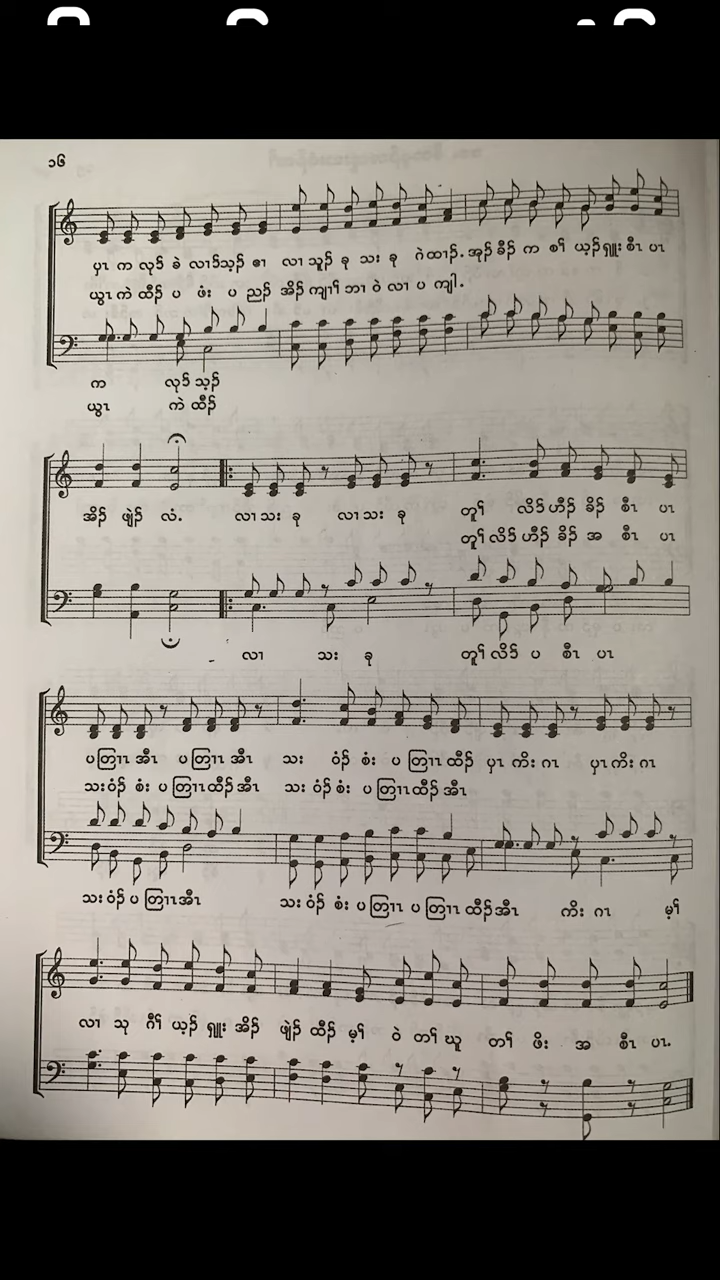 ၁၆
ပှၤ က လုာ် ခဲ လၢာ်သ့ၣ် ဧၢ လၢ သူၣ် ခု သး ခု ဂဲထၢၣ်. အုၣ် ခီၣ် က စၢ် ယ့ၣ်ရှူး စီၤ ပၤ
ယွၤ ကဲ ထီၣ် ပ ဖံး ပ ညၣ် အိၣ် ကျၢၢ် ဘၢ ဝဲ လၢ ပ ကျါ.
က လုာ် သ့ၣ်
ယွၤ ကဲ ထီၣ်
အိၣ် ဖျဲၣ် လံ.
လၢ သး ခု လၢ သး ခု တူၢ် လိာ် ဟီၣ် ခိၣ် စီၤ ပၤ
တူၢ် လိာ် ဟီၣ် ခိၣ် အ စီၤ ပၤ
လၢ သး ခု တူၢ် လိာ် ပ စီၤ ပၤ
ပ တြၢၤ အီၤ ပ တြၢၤ အီၤ သး ဝံၣ် စံး ပ တြၢၤ ထီၣ် ပှၤ ကိး ဂၤ ပှၤ ကိး ဂၤ
သး ဝံၣ် စံး ပ တြၢၤ ထီၣ် အီၤ သး ဝံၣ် စံး ပ တြၢၤ ထီၣ် အီၤ
သး ဝံၣ် ပ တြၢၤ အီၤ သး ဝံၣ် စံး ပ တြၢၤ ပ တြၢၤ ထီၣ် အီၤ ကိး ဂၤ မ့ၢ်
လၢ သု ဂီၢ် ယ့ၣ် ရှူး အိၣ် ဖျဲၣ် ထီၣ် မ့ၢ် ဝဲ တၢ် ဃူ တၢ် ဖိး အ စီၤ ပၤ.